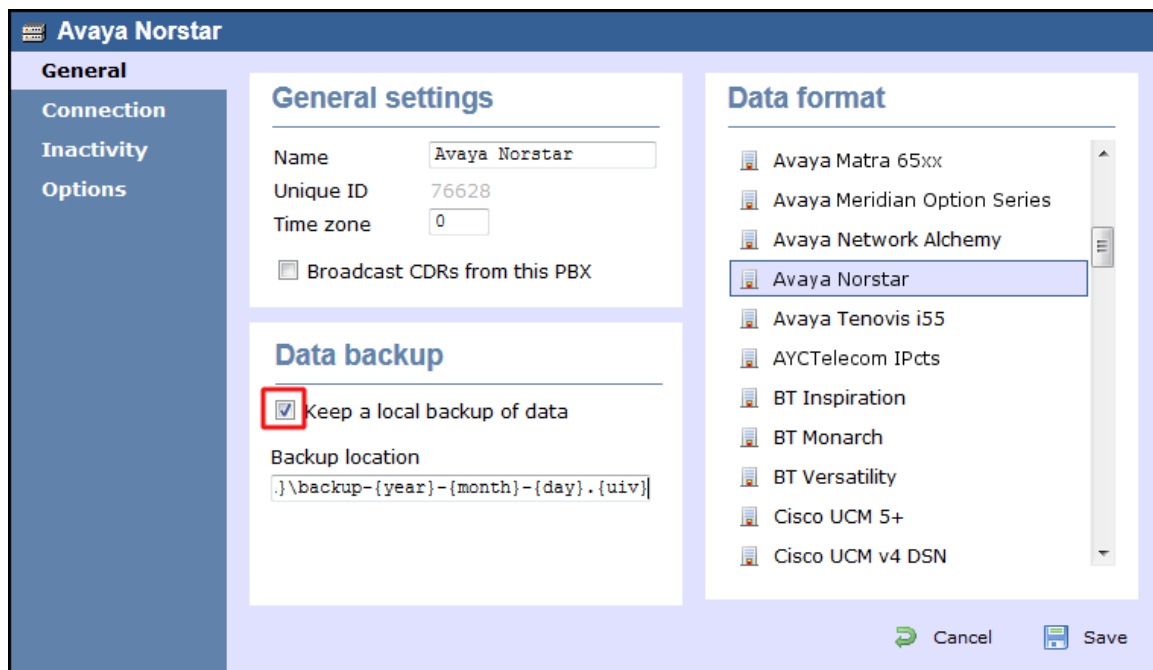 Avaya Norstar
General
Connection
Inactivity
Options
General settings
Name Avaya Norstar
Unique ID 76628
Time zone 0
Broadcast CDRs from this PBX
Data backup
Keep a local backup of data
Backup location
.}\backup-{year}-{month}-{day}.{uiv}
Data format
Avaya Matra 65xx
Avaya Meridian Option Series
Avaya Network Alchemy
Avaya Norstar
Avaya Tenovis i55
AYCTelecom IPcts
BT Inspiration
BT Monarch
BT Versatility
Cisco UCM 5+
Cisco UCM v4 DSN
Cancel Save